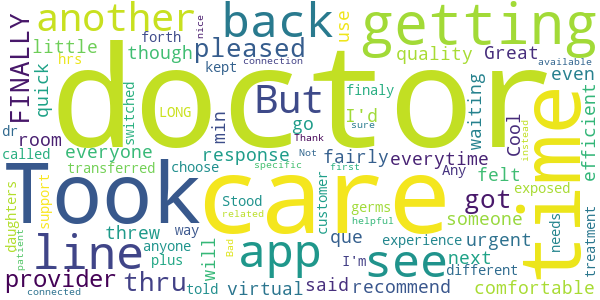 another
back
getting
forth
nice
use
hrs
kept
connection
available
FINALLY
little
though
pleased
quality
Great
even
quick
doctor
time
But
LONG
I'd
finaly
min
go
waiting
Cool
Thank
sure
efficient
dr
room
switched
Not
instead
called
everyone
response
fairly
everytime
transferred
choose
specific
first
Any
felt
exposed
Took
care
got
someone
daughters
support
Stood
related
customer
germs
helpful
needs
treatment
threw
anyone
way
will
que
experience
urgent
patient
line
plus
told
app
Bad
I'm
see
next
different
provider
thru
said
recommend
comfortable
connected
virtual